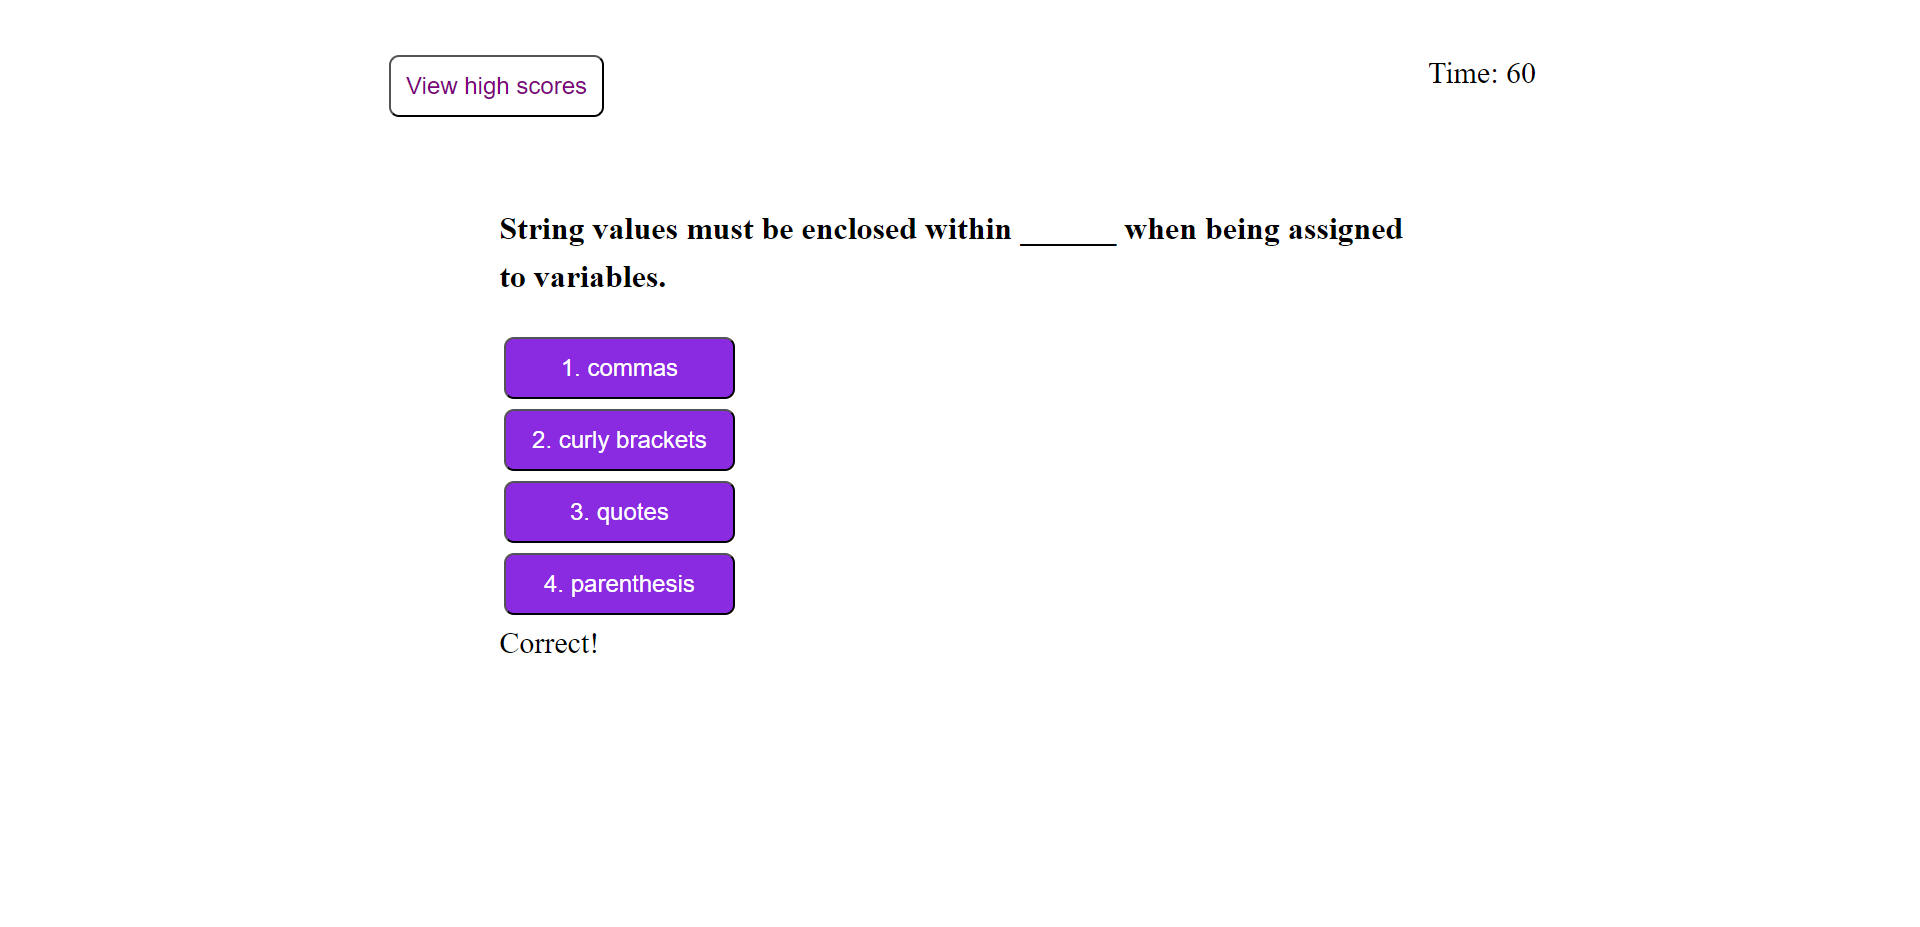 View high scores
Time: 60
String values must be enclosed within ______ when being assigned
to variables.
1. commas
2. curly brackets
3. quotes
4. parenthesis
Correct!